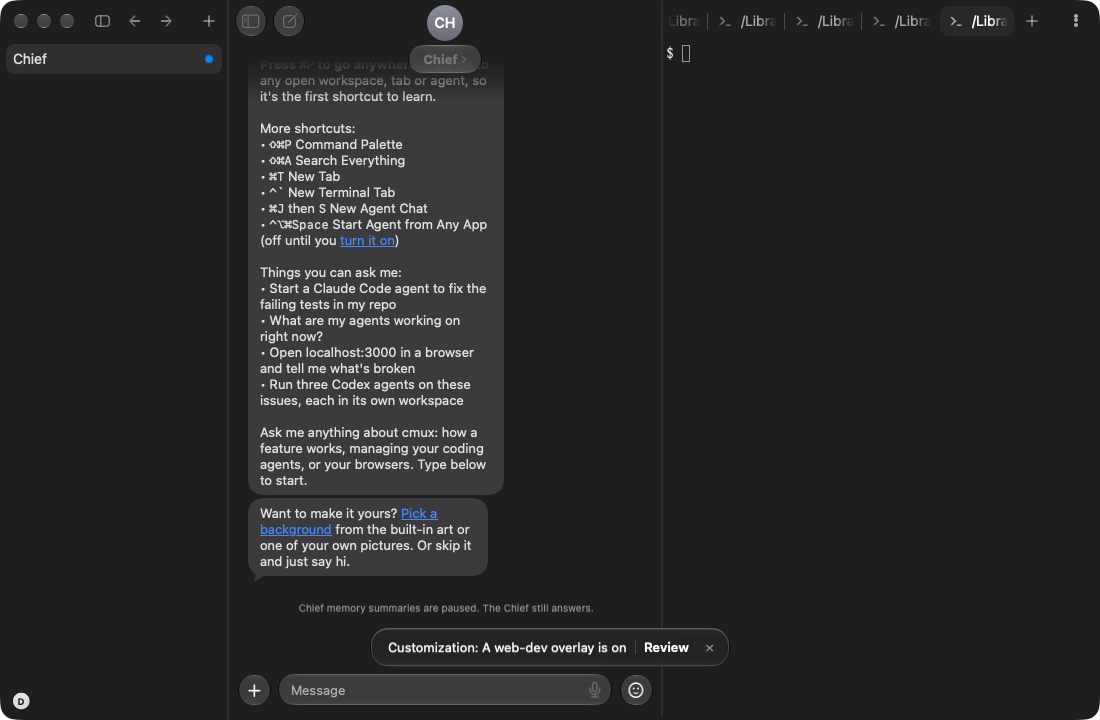 CH
Chief ›
/Libra
/Libra
/Libra
/Libra
$
Chief
any open workspace, tab or agent, so
it's the first shortcut to learn.
More shortcuts:
• ⇧⌘P Command Palette
• ⇧⌘A Search Everything
• ⌘T New Tab
• ^` New Terminal Tab
• ⌘J then S New Agent Chat
• ^⌥⌘Space Start Agent from Any App
(off until you turn it on)
Things you can ask me:
• Start a Claude Code agent to fix the
failing tests in my repo
• What are my agents working on
right now?
• Open localhost:3000 in a browser
and tell me what's broken
• Run three Codex agents on these
issues, each in its own workspace
Ask me anything about cmux: how a
feature works, managing your coding
agents, or your browsers. Type below
to start.
Want to make it yours? Pick a
background from the built-in art or
one of your own pictures. Or skip it
and just say hi.
Chief memory summaries are paused. The Chief still answers.
Customization: A web-dev overlay is on Review ×
Message
D